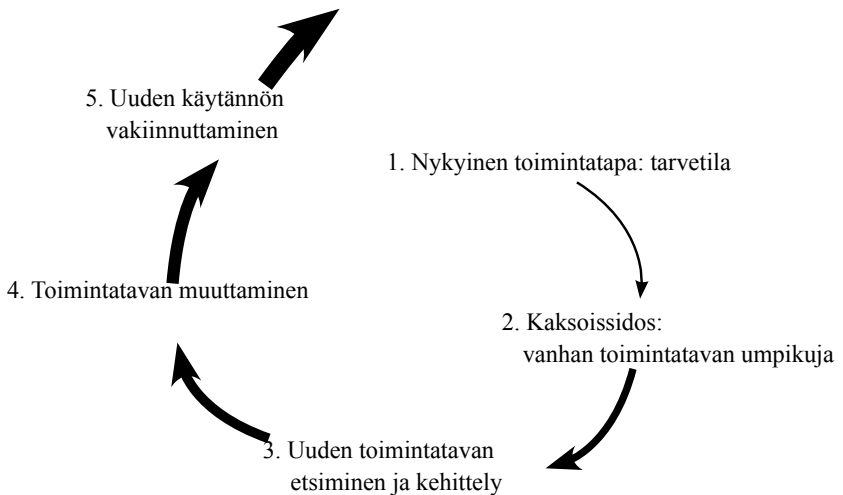 1. Nykyinen toimintatapa: tarvetila
2. Kaksoissidos:
vanhan toimintatavan umpikuja
3. Uuden toimintatavan
etsiminen ja kehittely
4. Toimintatavan muuttaminen
5. Uuden käytännön
vakiinnuttaminen